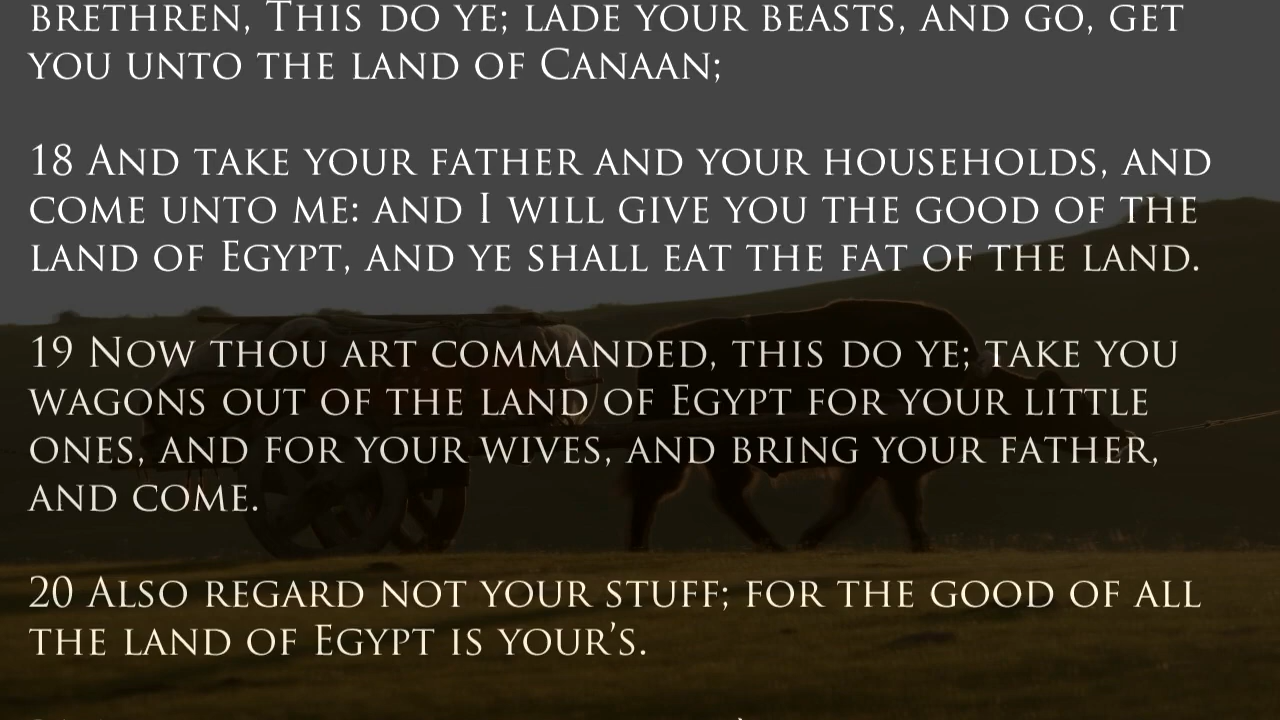 brethren, This do ye; lade your beasts, and go, get
you unto the land of Canaan;
18 And take your father and your households, and
come unto me: and I will give you the good of the
land of Egypt, and ye shall eat the fat of the land.
19 Now thou art commanded, this do ye; take you
wagons out of the land of Egypt for your little
ones, and for your wives, and bring your father,
and come.
20 Also regard not your stuff; for the good of all
the land of Egypt is your's.